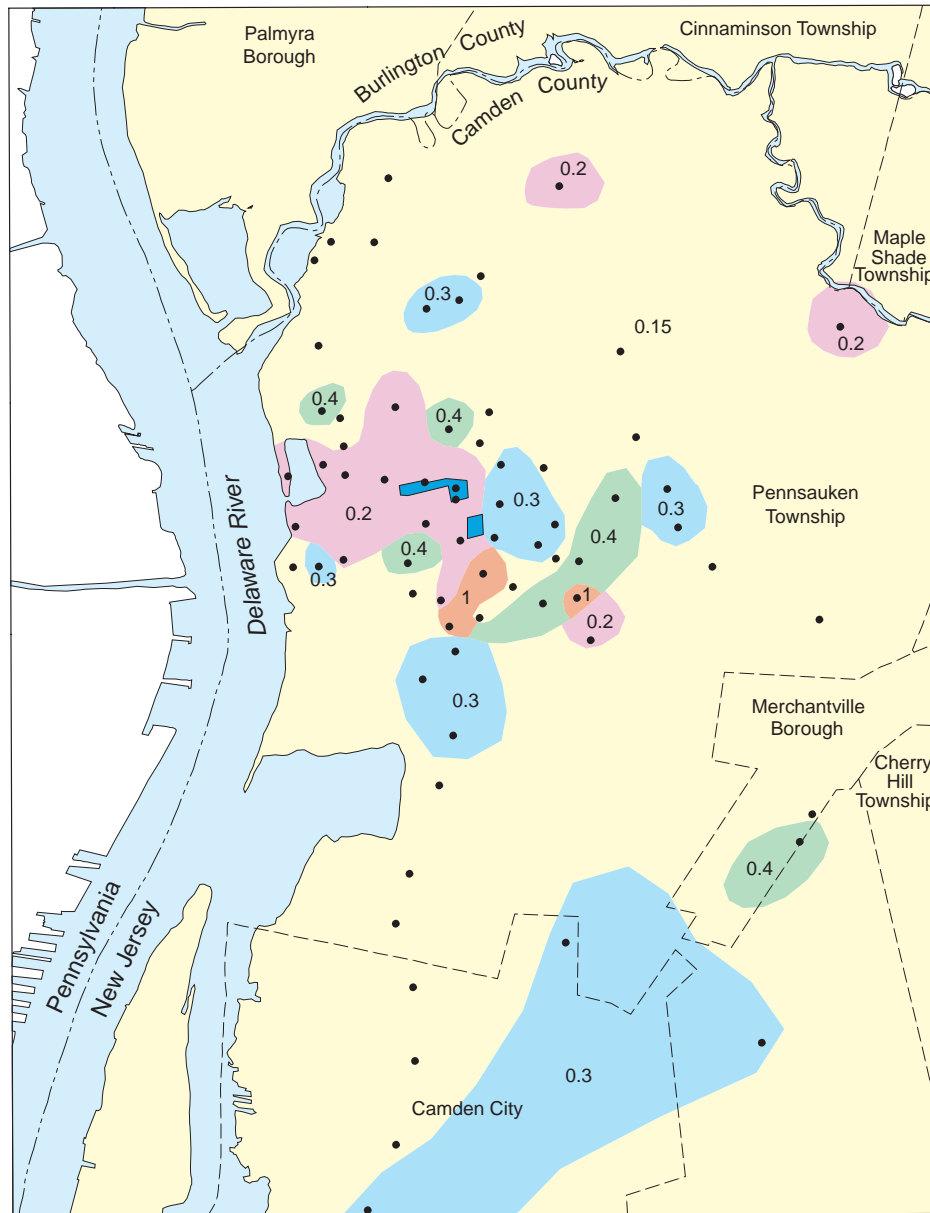 Palmyra
Borough
Burlington County
Camden County
Cinnaminson Township
0.2
Maple
Shade
Township
0.3
0.15
0.2
0.4
0.4
0.3
0.3
Pennsauken
Township
0.2
0.4
0.4
0.3
Delaware River
1
1
0.2
0.3
Merchantville
Borough
Cherry
Hill
Township
0.4
Pennsylvania
New Jersey
0.3
Camden City